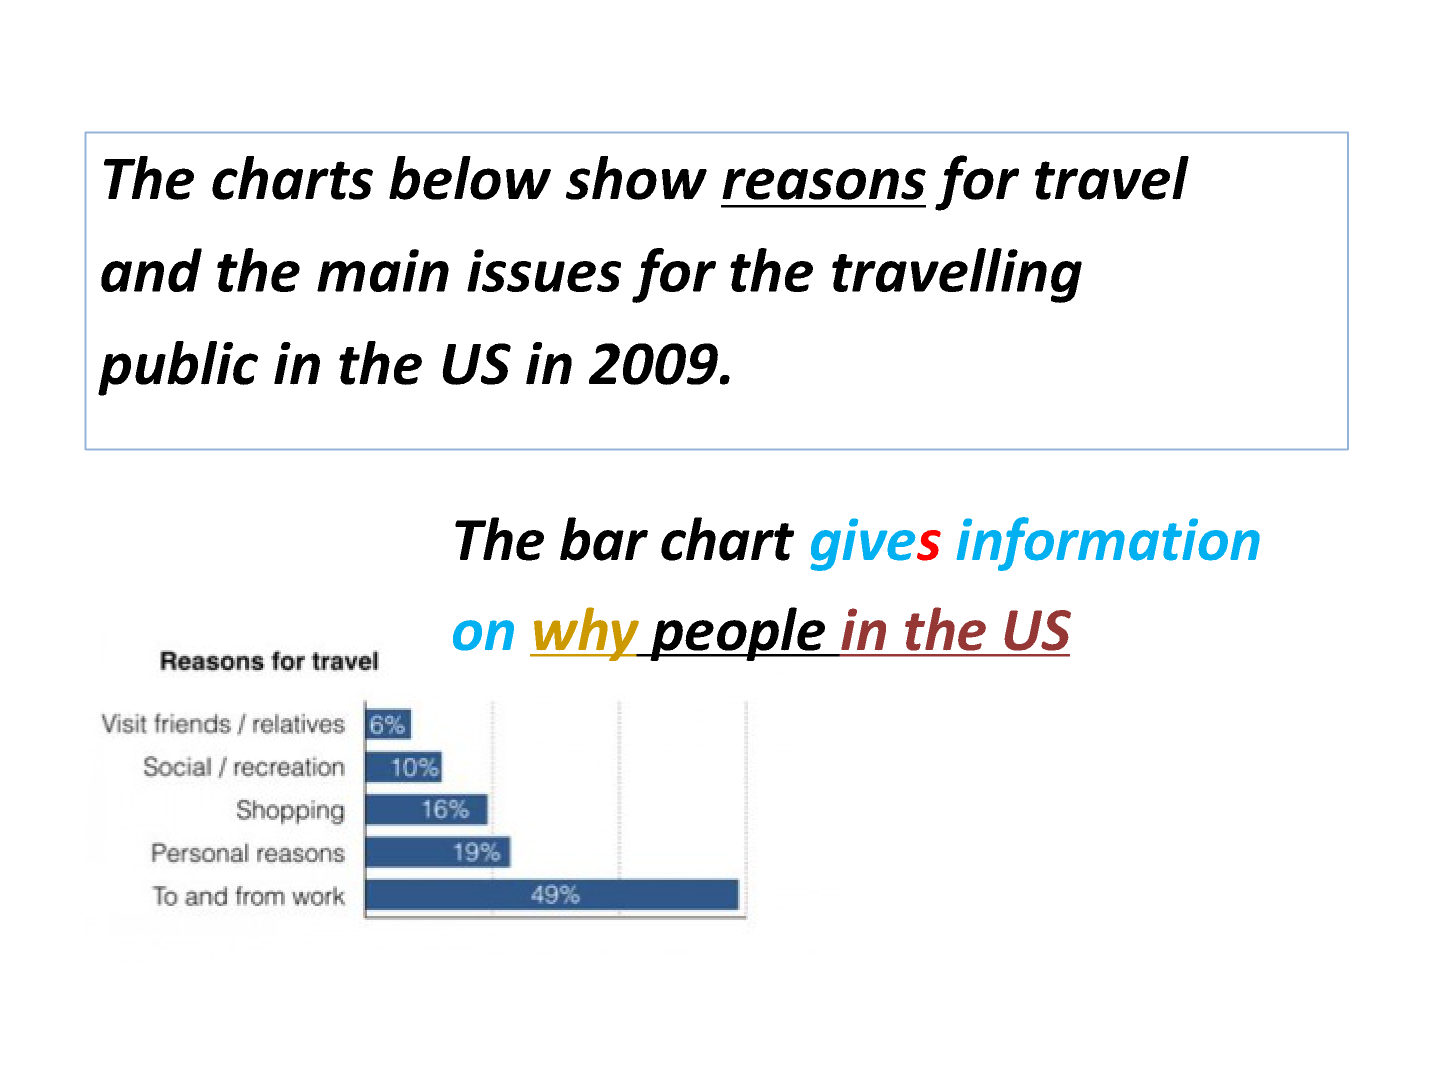 The charts below show reasons for travel
and the main issues for the travelling
public in the US in 2009.
The bar chart gives information
on why people in the US
Reasons for travel
Visit friends / relatives 6%
Social / recreation 10%
Shopping 16%
Personal reasons 19%
To and from work 49%